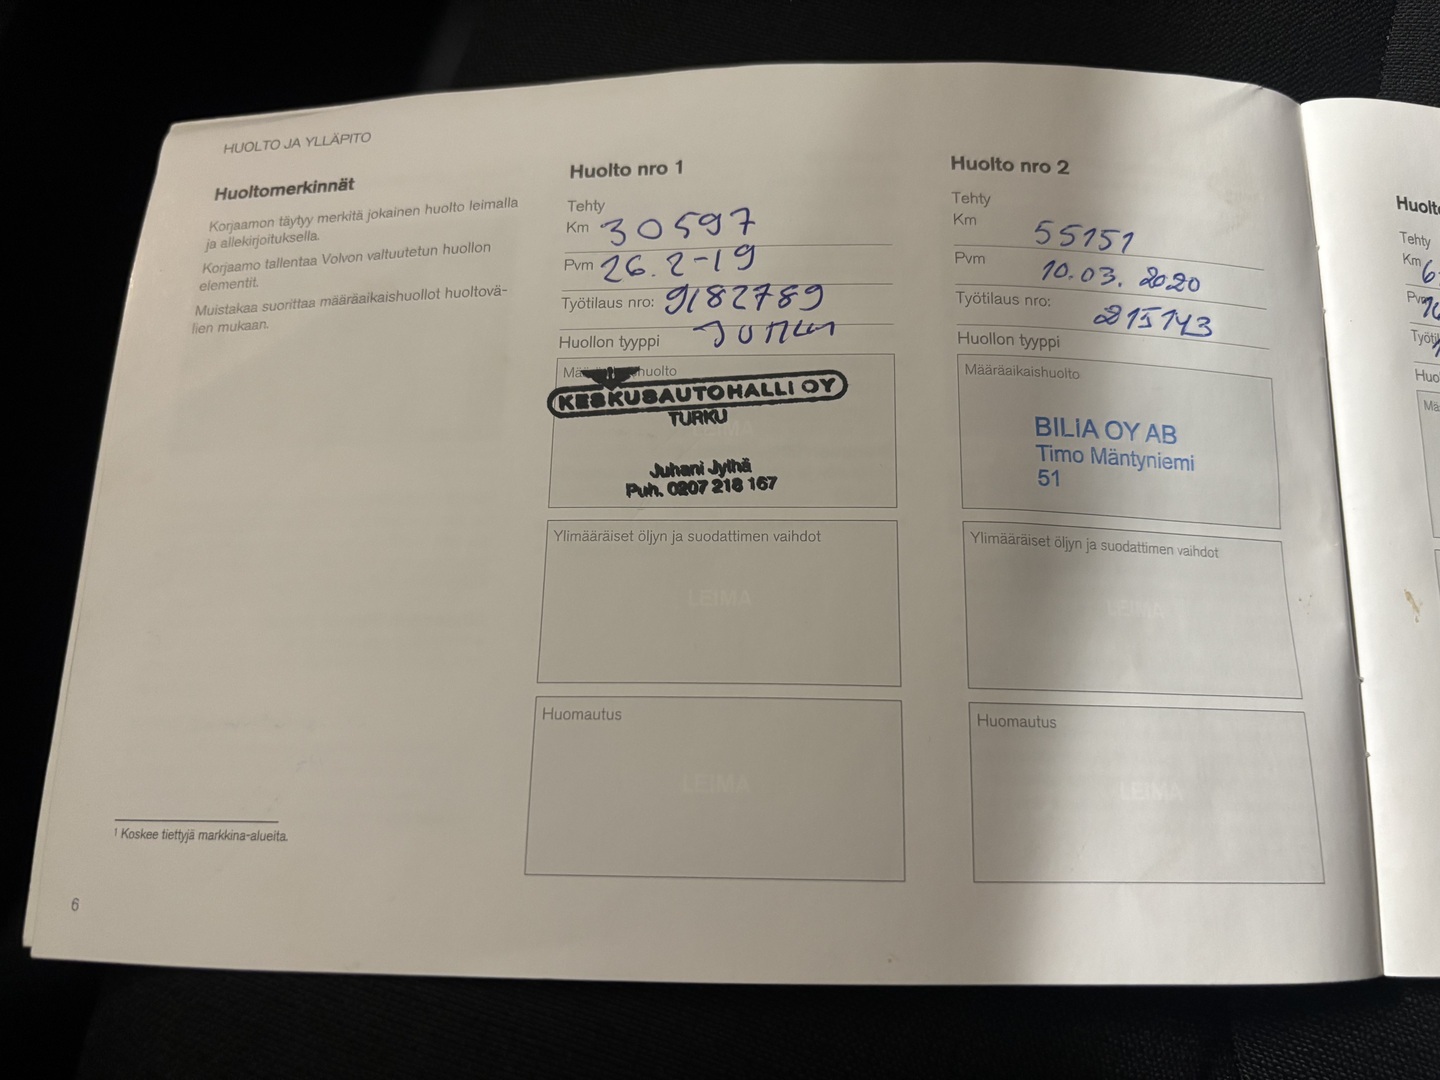 HUOLTO JA YLLÄPITO
Huoltomerkinnät
Korjaamon täytyy merkitä jokainen huolto leimalla
ja allekirjoituksella.
Korjaamo tallentaa Volvon valtuutetun huollon
elementit.
Muistakaa suorittaa määräaikaishuollot huoltovä-
lien mukaan.
1 Koskee tiettyjä markkina-alueita.
6
Huolto nro 1
Tehty
Km 30597
Pvm 26.2-19
Työtilaus nro: 9182789
Huollon tyyppi
huolto
KESKUSAUTOHALLI OY
TURKU
LEIMA
Juhani Jylhä
Puh. 0207 218 167
Ylimääräiset öljyn ja suodattimen vaihdot
LEIMA
Huomautus
LEIMA
Huolto nro 2
Tehty
Km 55151
Pvm 10.03.2020
Työtilaus nro: 215143
Huollon tyyppi
Määräaikaishuolto
BILIA OY AB
Timo Mäntyniemi
51
Ylimääräiset öljyn ja suodattimen vaihdot
LEIMA
Huomautus
LEIMA
Tehty
Km